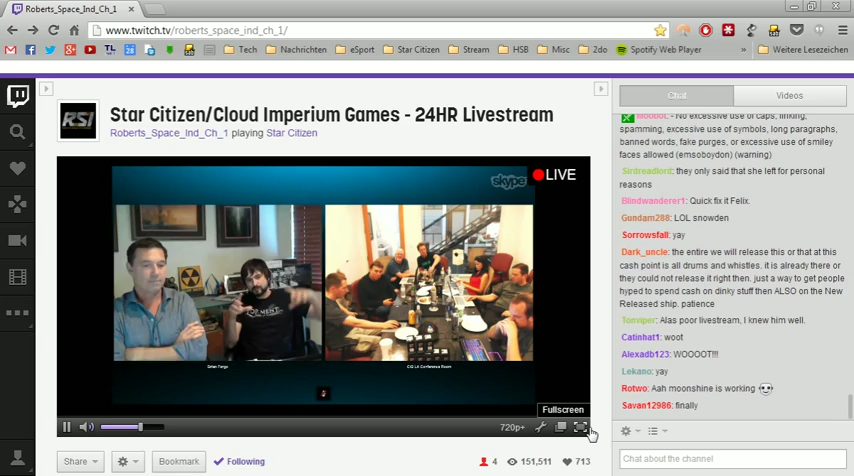 Roberts_Space_Ind_Ch_1
www.twitch.tv/roberts_space_ind_ch_1/
Tech
Nachrichten
eSport
Star Citizen
Stream
HSB
Misc
2do
Spotify Web Player
»
Weitere Lesezeichen
RSI
Star Citizen/Cloud Imperium Games - 24HR Livestream
Roberts_Space_Ind_Ch_1 playing Star Citizen
Chat
Videos
skype
LIVE
720p+
Fullscreen
Share
Bookmark
Following
4
151,511
713
Moobot: - No excessive use of caps, linking,
spamming, excessive use of symbols, long paragraphs,
banned words, fake purges, or excessive use of smiley
faces allowed (emsoboydon) (warning)
Sirdreadlord: they only said that she left for personal
reasons
Blindwanderer1: Quick fix it Felix.
Gundam288: LOL snowden
Sorrowsfall: yay
Dark_uncle: the entire we will release this or that at this
cash point is all drums and whistles. it is already there or
they could not release it right then. just a way to get people
hyped to spend cash on dinky stuff then ALSO on the New
Released ship. patience
Tonviper: Alas poor livestream, I knew him well.
Catinhat1: woot
Alexadb123: WOOOOT!!!
Lekano: yay
Rotwo: Aah moonshine is working
Savan12986: finally
Chat about the channel